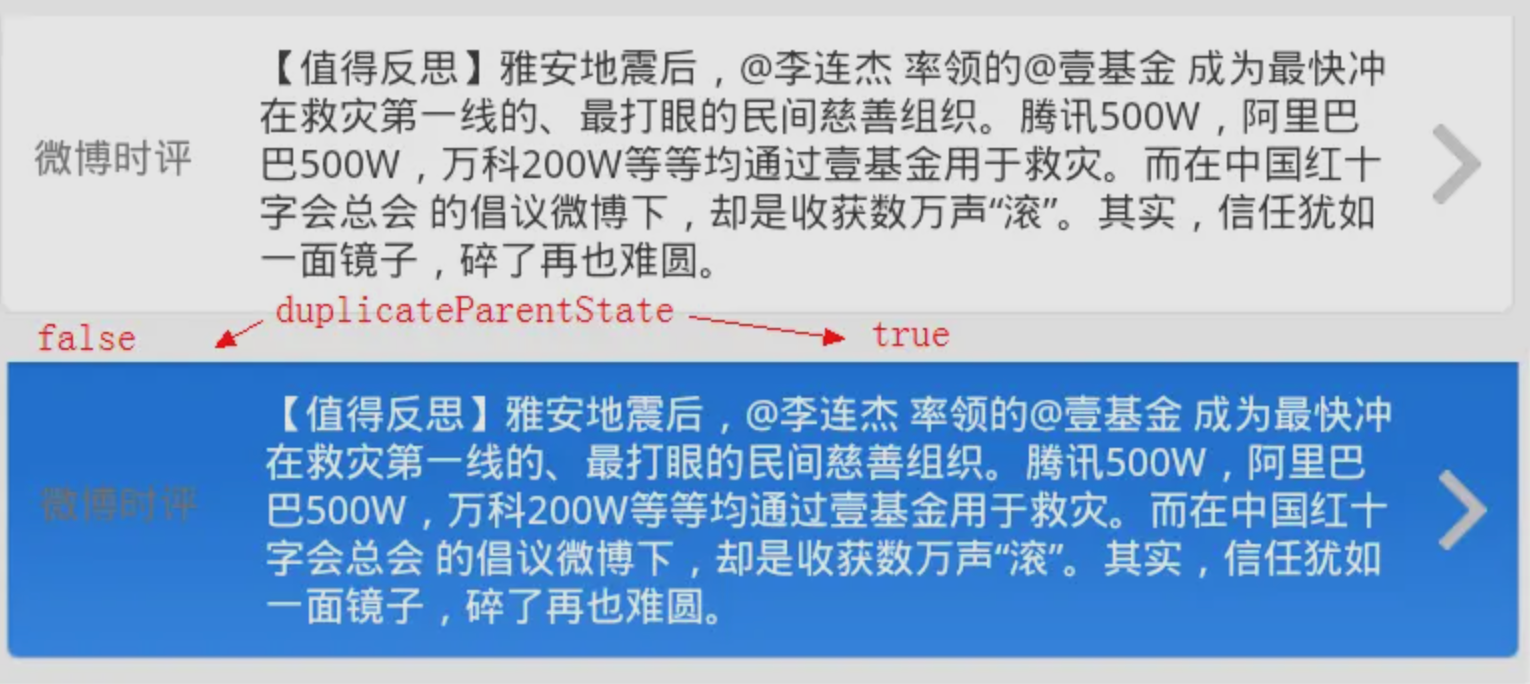 【值得反思】雅安地震后，@李连杰 率领的@壹基金 成为最快冲
在救灾第一线的、最打眼的民间慈善组织。腾讯500W，阿里巴
微博时评
巴500W，万科200W等等均通过壹基金用于救灾。而在中国红十
字会总会 的倡议微博下，却是收获数万声“滚”。其实，信任犹如
一面镜子，碎了再也难圆。
duplicateParentState
false
true
【值得反思】雅安地震后，@李连杰 率领的@壹基金 成为最快冲
在救灾第一线的、最打眼的民间慈善组织。腾讯500W，阿里巴
微博时评
巴500W，万科200W等等均通过壹基金用于救灾。而在中国红十
字会总会 的倡议微博下，却是收获数万声“滚”。其实，信任犹如
一面镜子，碎了再也难圆。